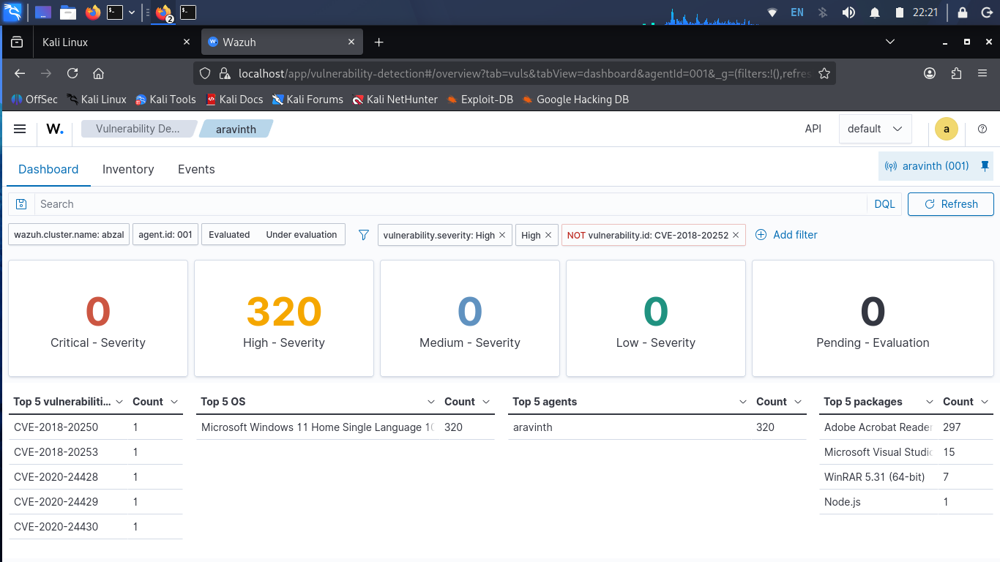 EN 22:21
2
Kali Linux Wazuh
localhost/app/vulnerability-detection#/overview?tab=vuls&tabView=dashboard&agentId=001&_g=(filters:!(),refres
OffSec Kali Linux Kali Tools Kali Docs Kali Forums Kali NetHunter Exploit-DB Google Hacking DB
W. Vulnerability De... aravinth API default a
Dashboard Inventory Events aravinth (001)
Search DQL Refresh
wazuh.cluster.name: abzal agent.id: 001 Evaluated Under evaluation vulnerability.severity: High High NOT vulnerability.id: CVE-2018-20252 Add filter
0 320 0 0 0
Critical - Severity High - Severity Medium - Severity Low - Severity Pending - Evaluation
Top 5 vulnerabiliti... Count Top 5 OS Count Top 5 agents Count Top 5 packages Count
CVE-2018-20250 1 Microsoft Windows 11 Home Single Language 10 320 aravinth 320 Adobe Acrobat Reader 297
CVE-2018-20253 1 Microsoft Visual Studio 15
CVE-2020-24428 1 WinRAR 5.31 (64-bit) 7
CVE-2020-24429 1 Node.js 1
CVE-2020-24430 1